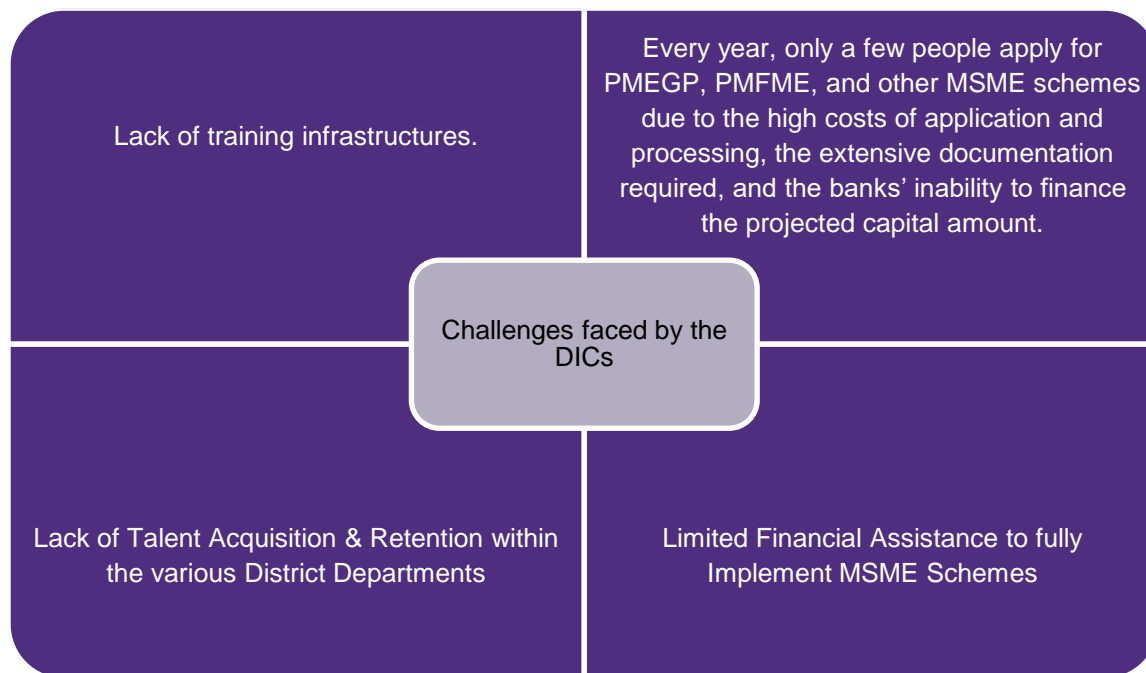 Lack of training infrastructures.
Every year, only a few people apply for
PMEGP, PMFME, and other MSME schemes
due to the high costs of application and
processing, the extensive documentation
required, and the banks’ inability to finance
the projected capital amount.
Challenges faced by the
DICs
Lack of Talent Acquisition & Retention within
the various District Departments
Limited Financial Assistance to fully
Implement MSME Schemes